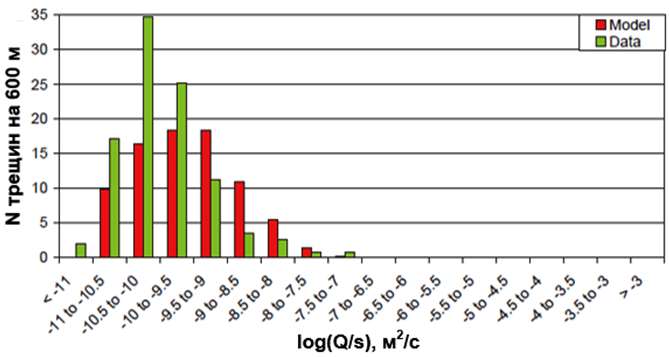 35
30
25
20
15
10
5
0
N трещин на 600 м
Model
Data
< -11
-11 to -10.5
-10.5 to -10
-10 to -9.5
-9.5 to -9
-9 to -8.5
-8.5 to -8
-8 to -7.5
-7.5 to -7
-7 to -6.5
-6.5 to -6
-6 to -5.5
-5.5 to -5
-5 to -4.5
-4.5 to -4
-4 to -3.5
-3.5 to -3
> -3
log(Q/s), м²/с